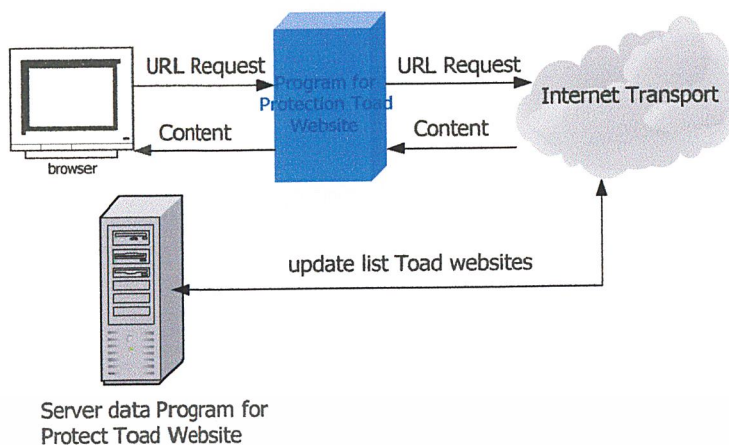 URL Request
Program for
Protection Toad
Website
URL Request
Internet Transport
Content
Content
browser
update list Toad websites
Server data Program for
Protect Toad Website